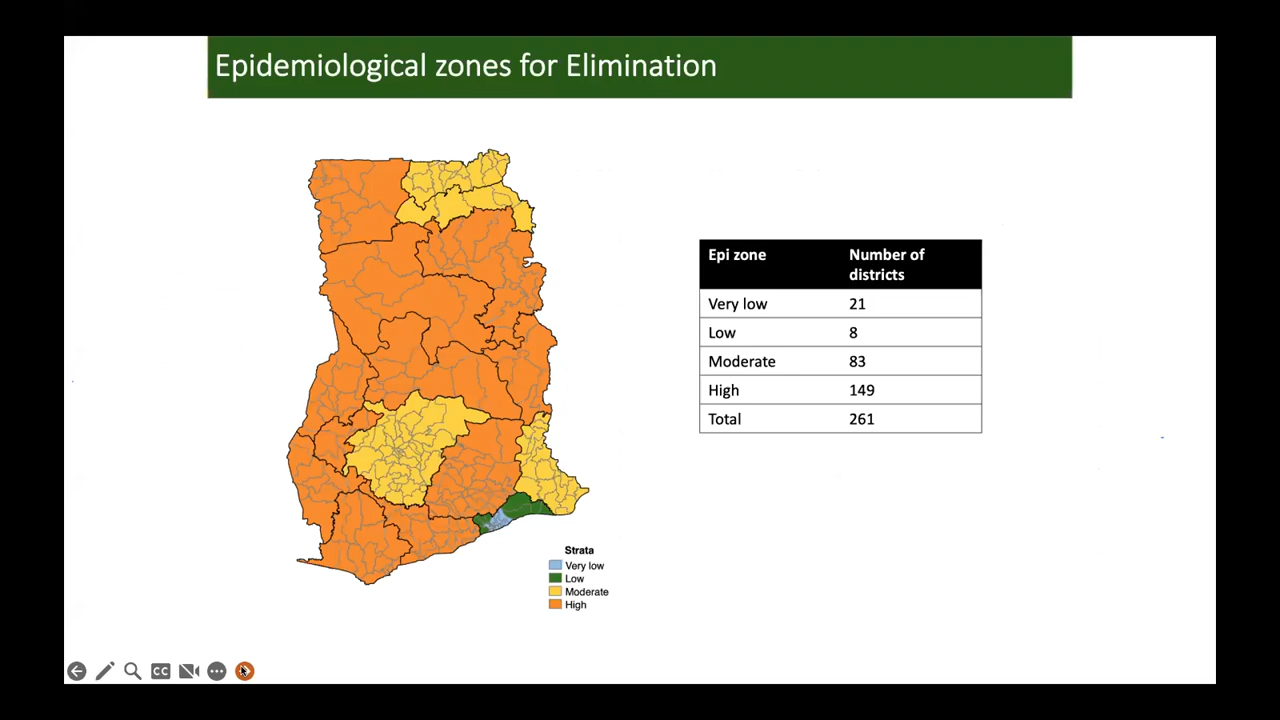 Epidemiological zones for Elimination
Epi zone Number of
districts
Very low 21
Low 8
Moderate 83
High 149
Total 261
Strata
Very low
Low
Moderate
High
CC